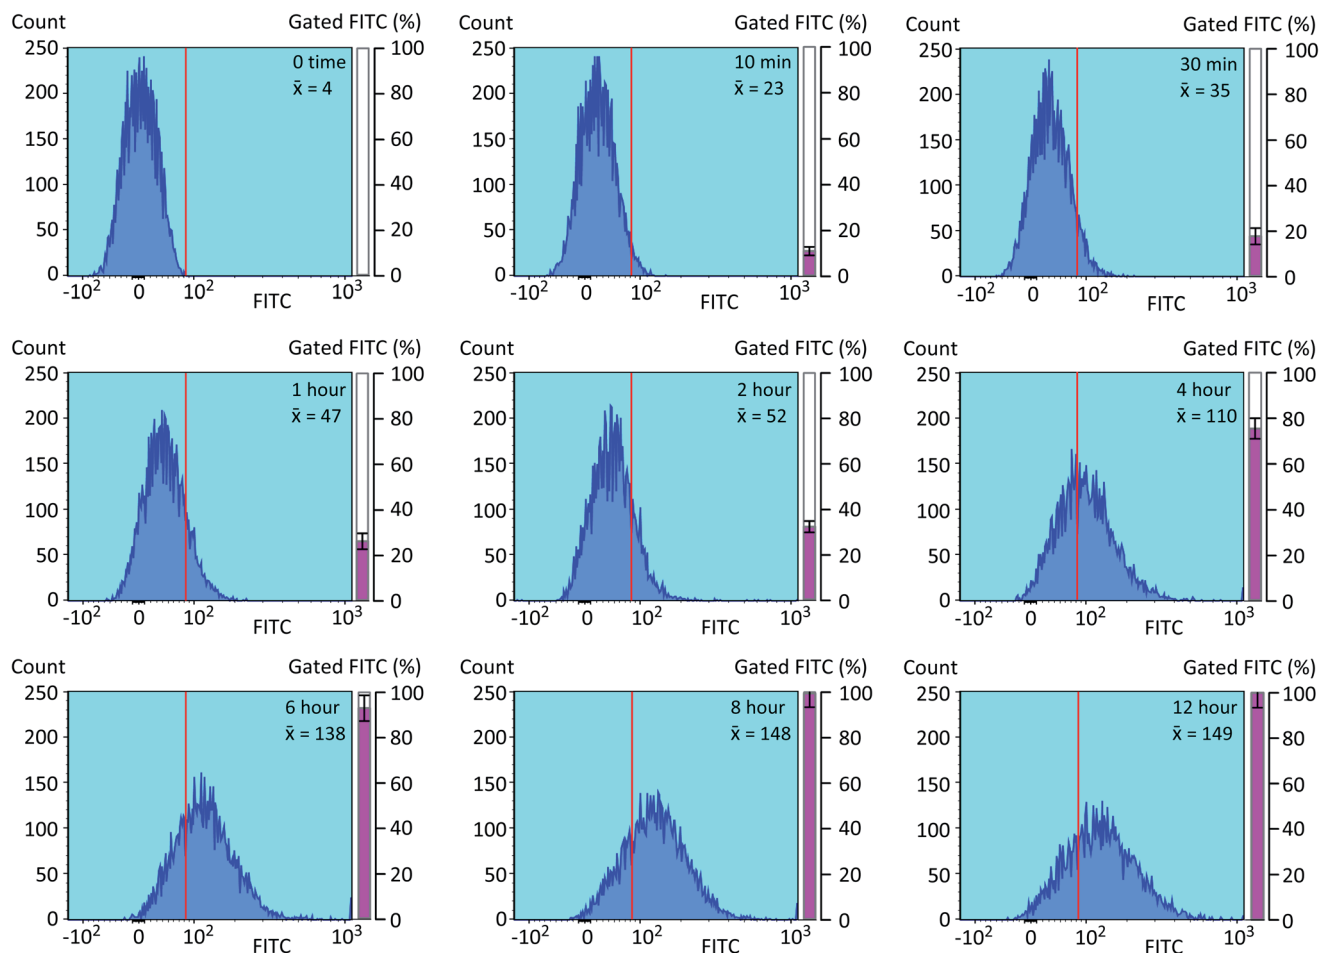 Count Gated FITC (%)
0 time
x̄ = 4
250
200
150
100
50
0
100
80
60
40
20
0
-10² 0 10² 10³
FITC
Count Gated FITC (%)
10 min
x̄ = 23
250
200
150
100
50
0
100
80
60
40
20
0
-10² 0 10² 10³
FITC
Count Gated FITC (%)
30 min
x̄ = 35
250
200
150
100
50
0
100
80
60
40
20
0
-10² 0 10² 10³
FITC
Count Gated FITC (%)
1 hour
x̄ = 47
250
200
150
100
50
0
100
80
60
40
20
0
-10² 0 10² 10³
FITC
Count Gated FITC (%)
2 hour
x̄ = 52
250
200
150
100
50
0
100
80
60
40
20
0
-10² 0 10² 10³
FITC
Count Gated FITC (%)
4 hour
x̄ = 110
250
200
150
100
50
0
100
80
60
40
20
0
-10² 0 10² 10³
FITC
Count Gated FITC (%)
6 hour
x̄ = 138
250
200
150
100
50
0
100
80
60
40
20
0
-10² 0 10² 10³
FITC
Count Gated FITC (%)
8 hour
x̄ = 148
250
200
150
100
50
0
100
80
60
40
20
0
-10² 0 10² 10³
FITC
Count Gated FITC (%)
12 hour
x̄ = 149
250
200
150
100
50
0
100
80
60
40
20
0
-10² 0 10² 10³
FITC